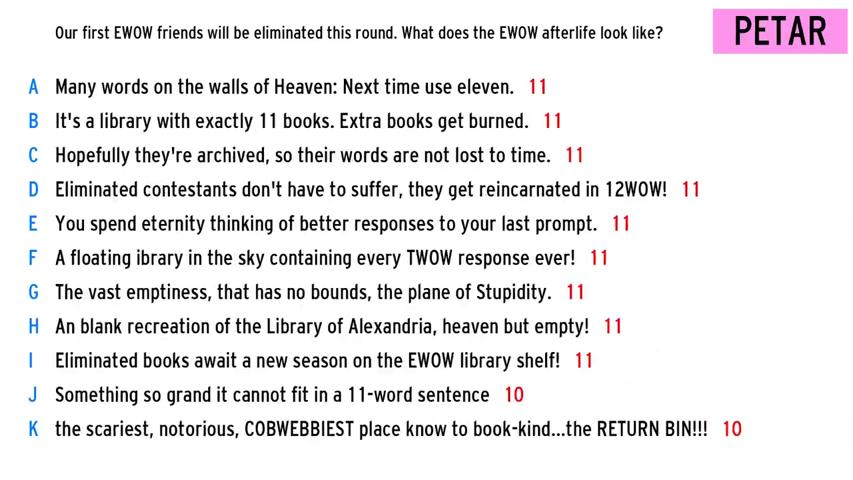 Our first EWOW friends will be eliminated this round. What does the EWOW afterlife look like?
PETAR
A Many words on the walls of Heaven: Next time use eleven. 11
B It's a library with exactly 11 books. Extra books get burned. 11
C Hopefully they're archived, so their words are not lost to time. 11
D Eliminated contestants don't have to suffer, they get reincarnated in 12WOW! 11
E You spend eternity thinking of better responses to your last prompt. 11
F A floating ibrary in the sky containing every TWOW response ever! 11
G The vast emptiness, that has no bounds, the plane of Stupidity. 11
H An blank recreation of the Library of Alexandria, heaven but empty! 11
I Eliminated books await a new season on the EWOW library shelf! 11
J Something so grand it cannot fit in a 11-word sentence 10
K the scariest, notorious, COBWEBBIEST place know to book-kind...the RETURN BIN!!! 10